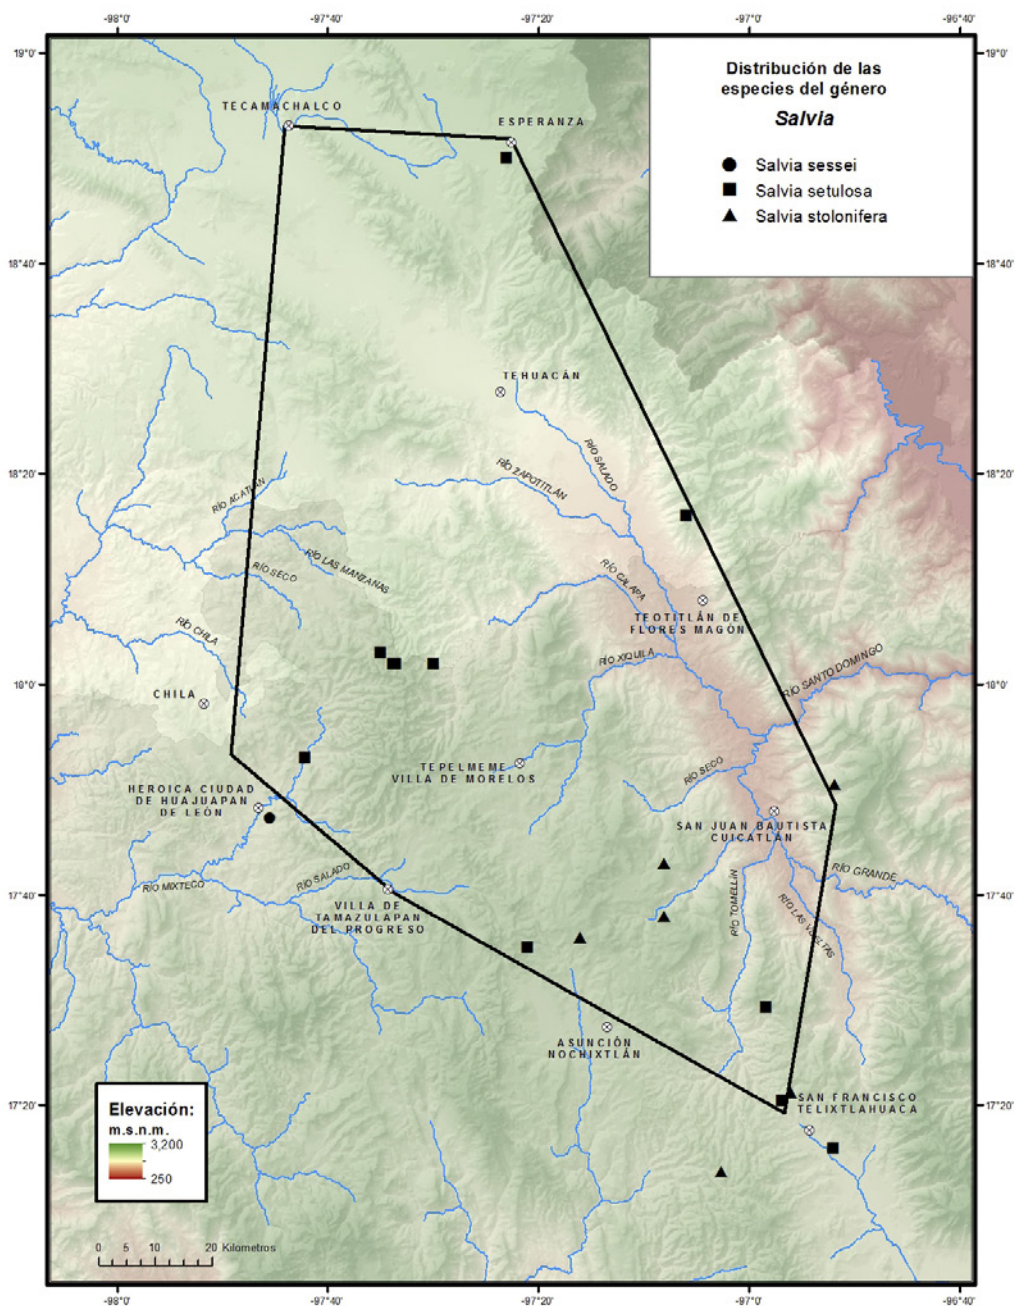 -98°0'
-97°40'
-97°20'
-97°0'
-96°40'
19°0'
19°0'
Distribución de las
especies del género
Salvia
Salvia sessei
Salvia setulosa
Salvia stolonifera
TECAMACHALCO
ESPERANZA
18°40'
18°40'
TEHUACÁN
RÍO SALADO
RÍO ZAPOTITLÁN
18°20'
18°20'
RÍO ACATLÁN
RÍO LAS MANZANAS
RÍO SECO
RÍO CALAPA
TEOTITLÁN DE
FLORES MAGÓN
RÍO CHILA
RÍO XIQUILA
RÍO SANTO DOMINGO
18°0'
18°0'
CHILA
TEPELMEME
VILLA DE MORELOS
RÍO SECO
HEROICA CIUDAD
DE HUAJUAPAN
DE LEÓN
SAN JUAN BAUTISTA
CUICATLÁN
RÍO GRANDE
RÍO MIXTECO
RÍO SALADO
17°40'
17°40'
VILLA DE
TAMAZULAPAN
DEL PROGRESO
RÍO TOMELLÍN
RÍO LAS VUELTAS
ASUNCIÓN
NOCHIXTLÁN
SAN FRANCISCO
TELIXTLAHUACA
17°20'
17°20'
Elevación:
m.s.n.m.
3,200
250
0 5 10 20 Kilometros
-98°0'
-97°40'
-97°20'
-97°0'
-96°40'